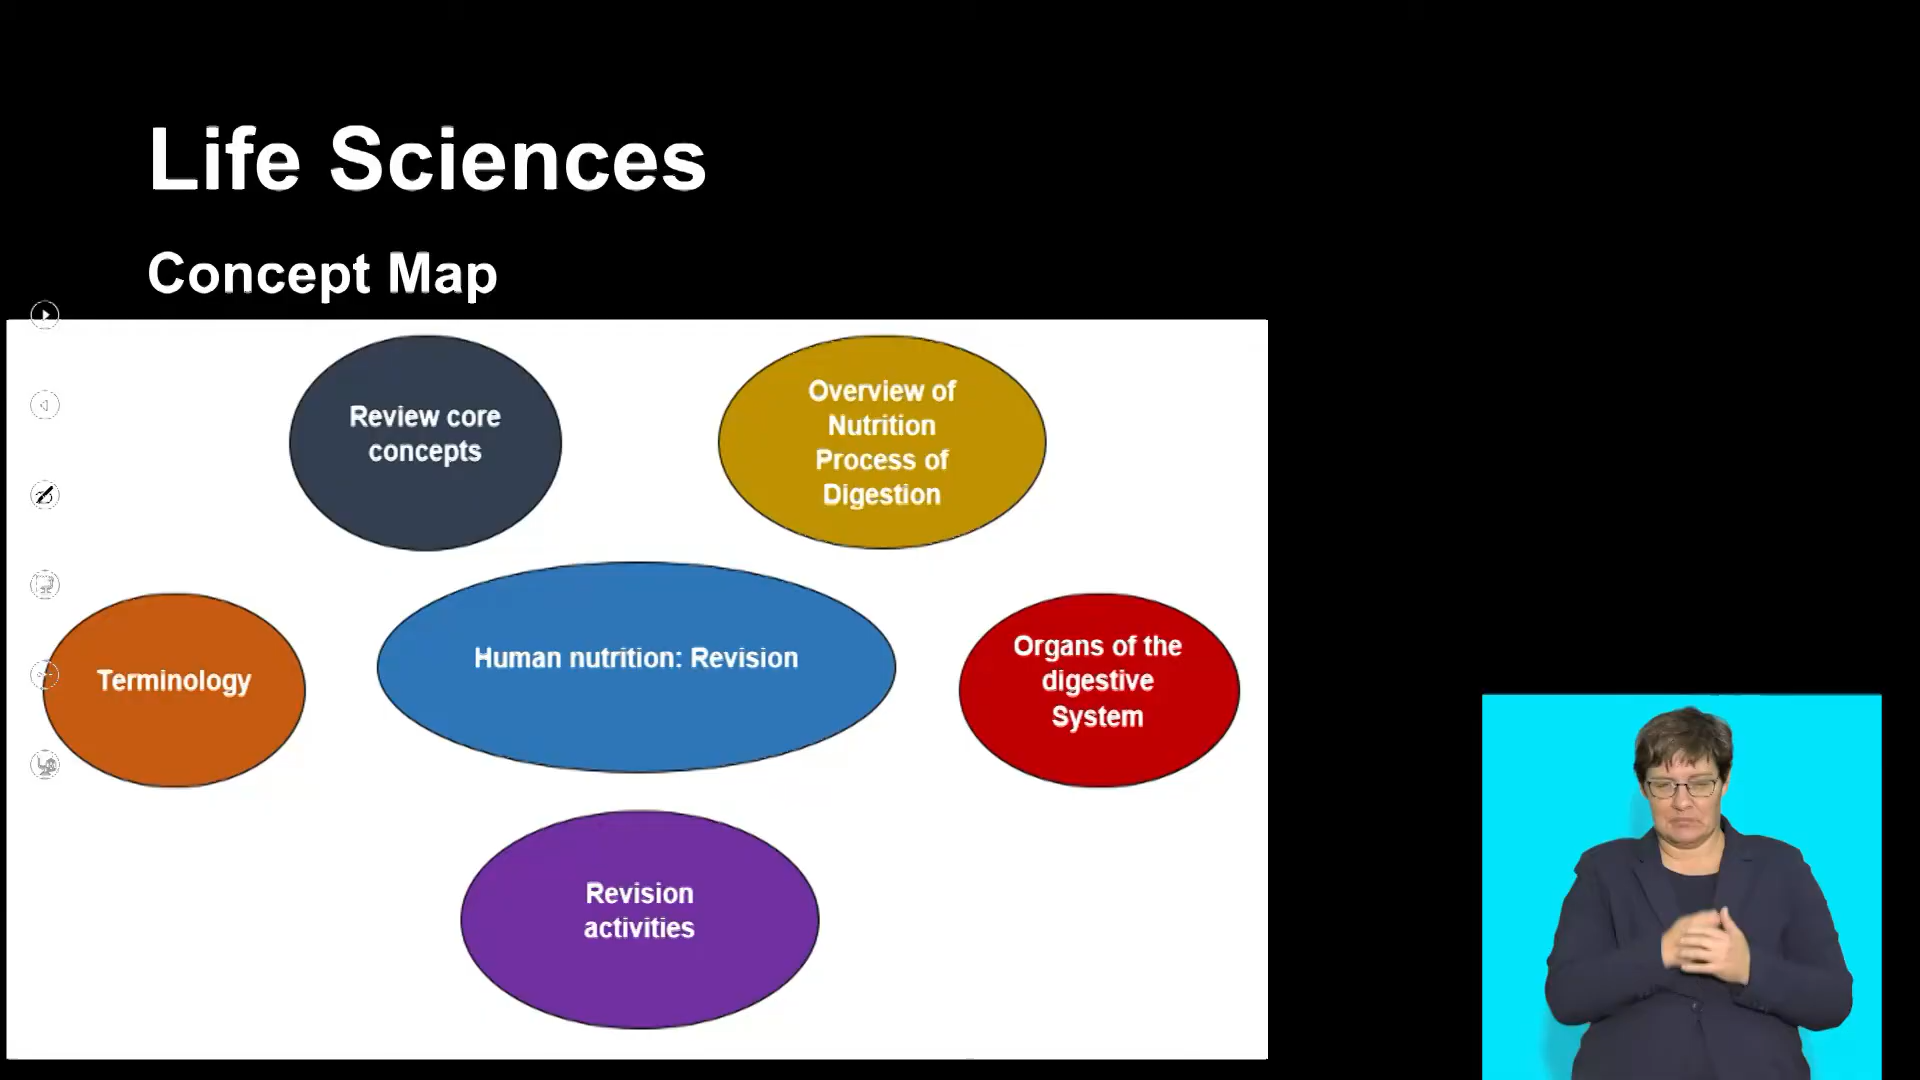 Life Sciences
Concept Map
Review core
concepts
Overview of
Nutrition
Process of
Digestion
Terminology
Human nutrition: Revision
Organs of the
digestive
System
Revision
activities